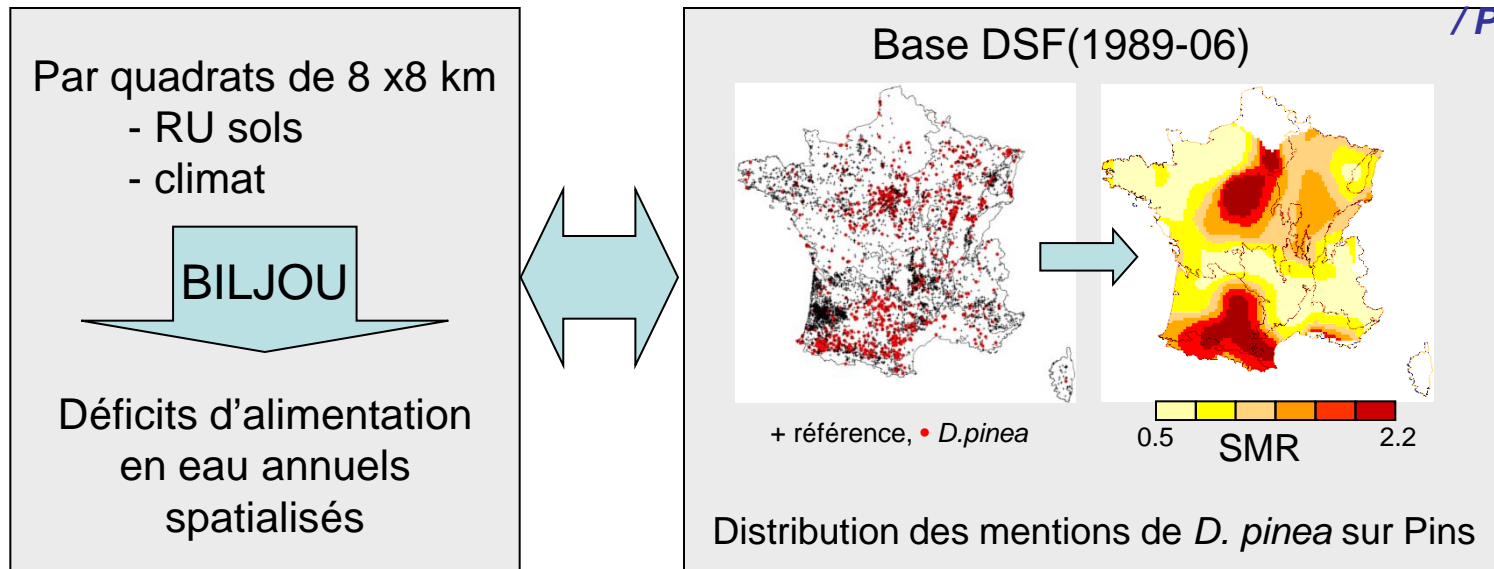 / P
Par quadrats de 8 x8 km
- RU sols
- climat
BILJOU
Déficits d'alimentation
en eau annuels
spatialisés
Base DSF(1989-06)
+ référence, • D.pinea
0.5 2.2
SMR
Distribution des mentions de D. pinea sur Pins